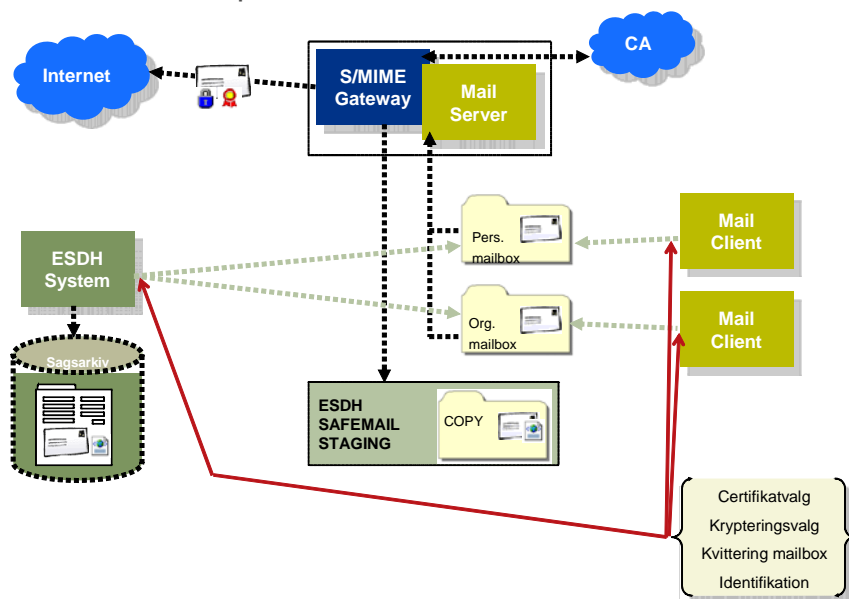 Internet
S/MIME
Gateway
Mail
Server
CA
Pers.
mailbox
Mail
Client
ESDH
System
Org.
mailbox
Mail
Client
Sagsarkiv
ESDH
SAFEMAIL
STAGING
COPY
Certifikatvalg
Krypteringsvalg
Kvittering mailbox
Identifikation